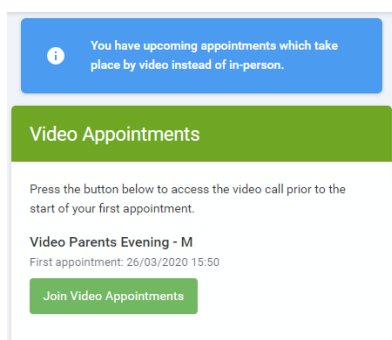 You have upcoming appointments which take
place by video instead of in-person.
Video Appointments
Press the button below to access the video call prior to the
start of your first appointment.
Video Parents Evening - M
First appointment: 26/03/2020 15:50
Join Video Appointments